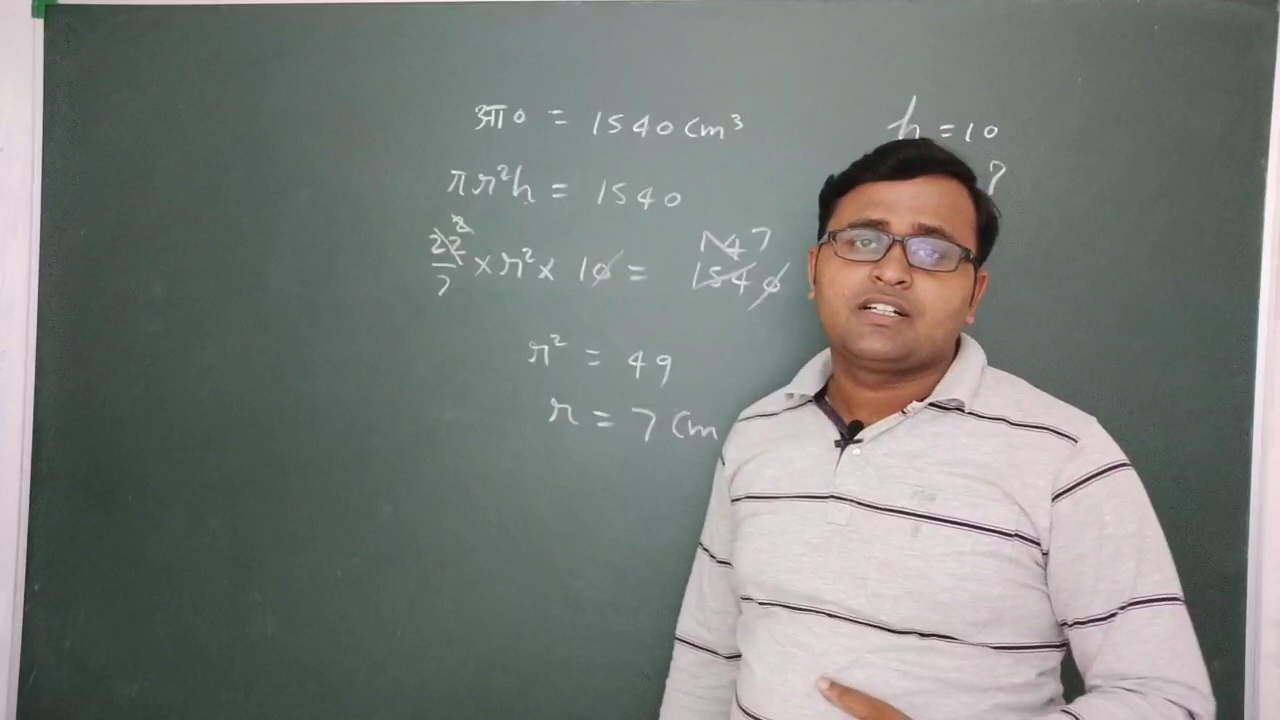 आ० = 1540 cm³
h = 10
πr²h = 1540
?
22/7 × r² × 10 = 1540
r² = 49
r = 7 cm